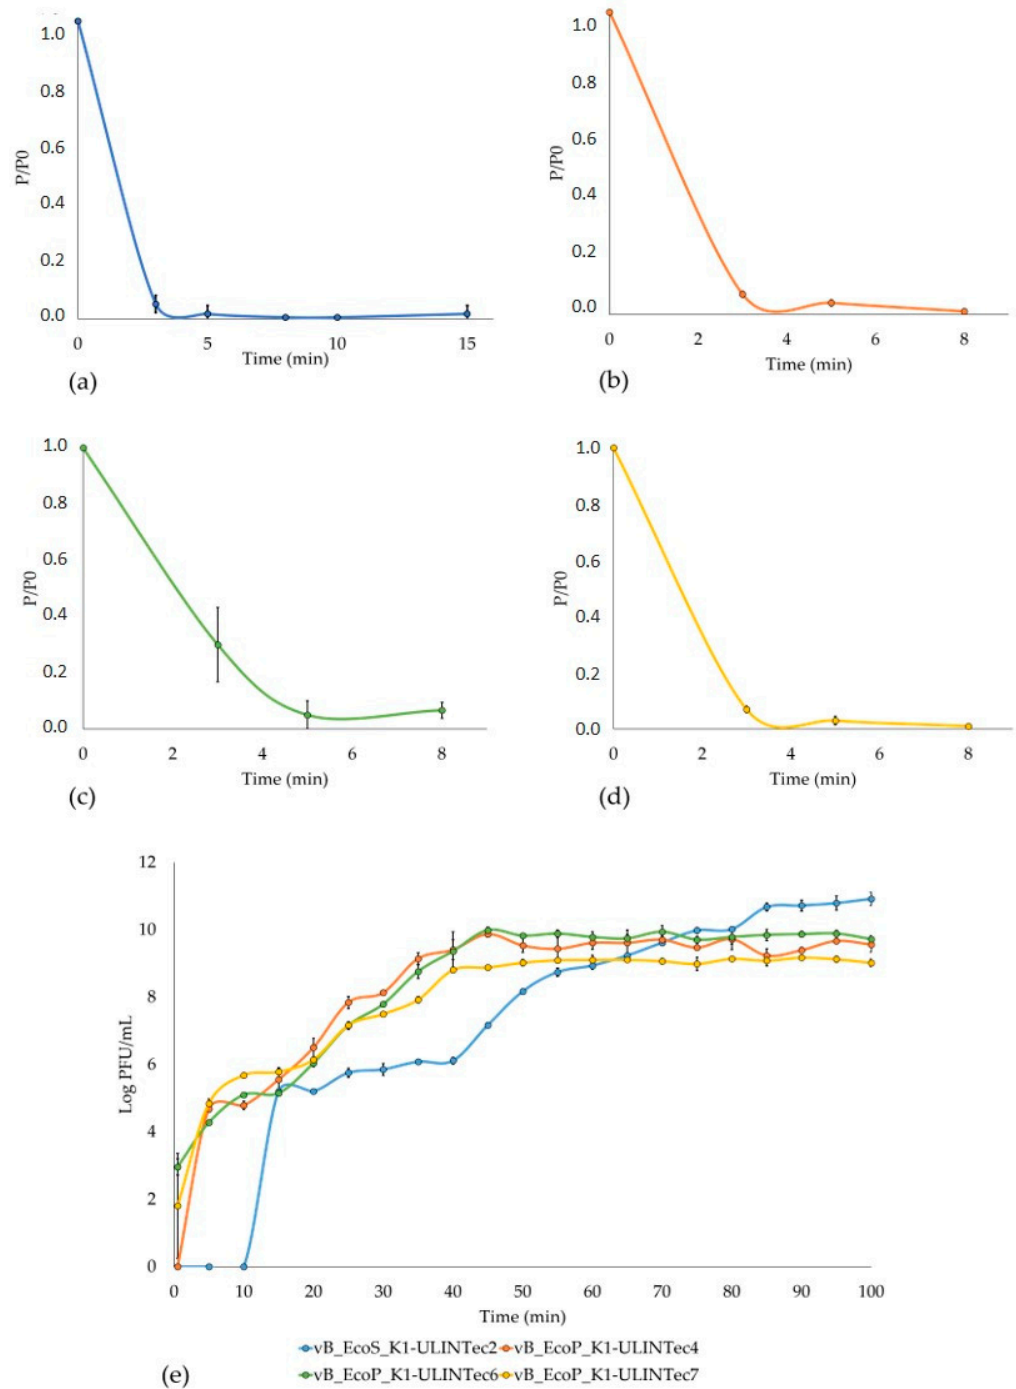 1.0
0.8
0.6
0.4
0.2
0.0
P/P0
0 5 10 15
Time (min)
(a)
1.0
0.8
0.6
0.4
0.2
0.0
P/P0
0 2 4 6 8
Time (min)
(b)
1.0
0.8
0.6
0.4
0.2
0.0
P/P0
0 2 4 6 8
Time (min)
(c)
1.0
0.8
0.6
0.4
0.2
0.0
P/P0
0 2 4 6 8
Time (min)
(d)
12
10
8
6
4
2
0
Log PFU/mL
0 10 20 30 40 50 60 70 80 90 100
Time (min)
vB_EcoS_K1-ULINTec2 vB_EcoP_K1-ULINTec4
vB_EcoP_K1-ULINTec6 vB_EcoP_K1-ULINTec7
(e)